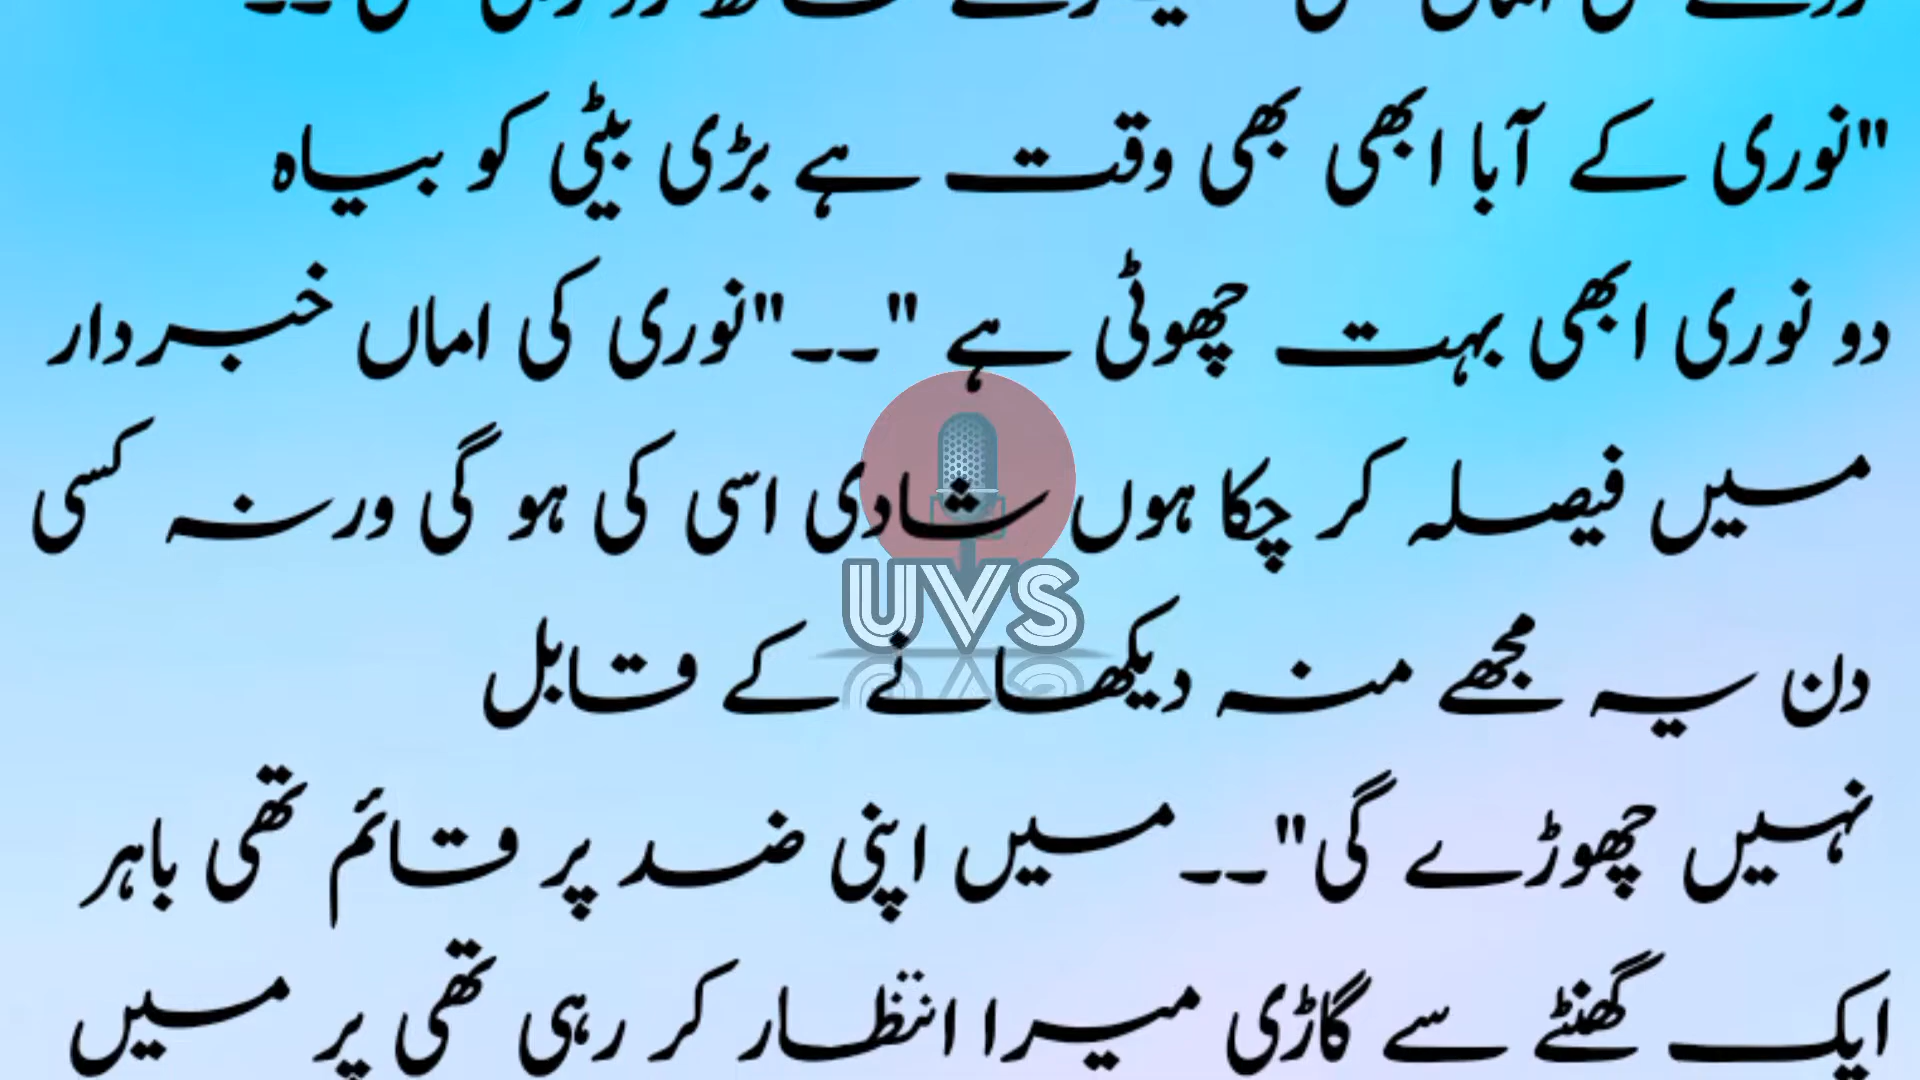 "نوری کے آبا ابھی بھی وقت ہے بڑی بیٹی کو بیاہ
دو نوری ابھی بہت چھوٹی ہے "۔۔"نوری کی اماں خبردار
میں فیصلہ کر چکا ہوں شادی اسی کی ہو گی ورنہ کسی
UVS
دن یہ مجھے منہ دیکھانے کے قابل
نہیں چھوڑے گی"۔۔ میں اپنی ضد پر قائم تھی باہر
ایک گھنٹے سے گاڑی میرا انتظار کر رہی تھی پر میں